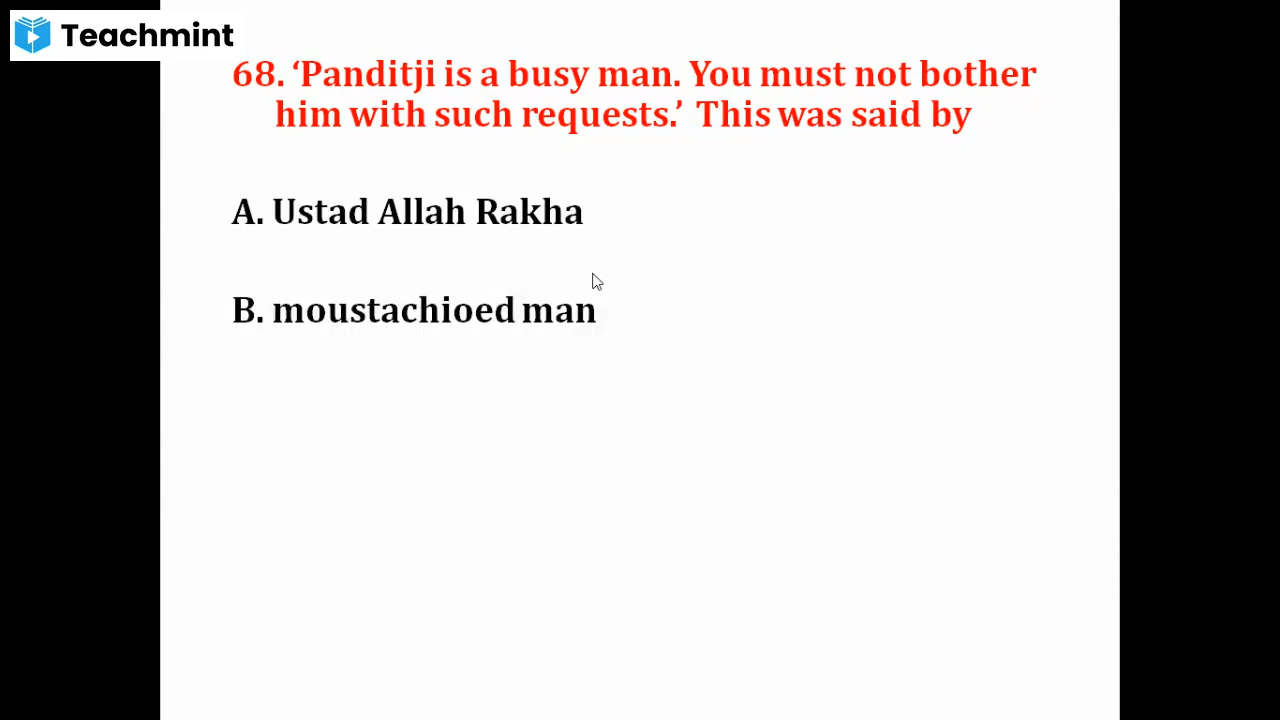 Teachmint
68. ‘Panditji is a busy man. You must not bother
him with such requests.’ This was said by
A. Ustad Allah Rakha
B. moustachioed man